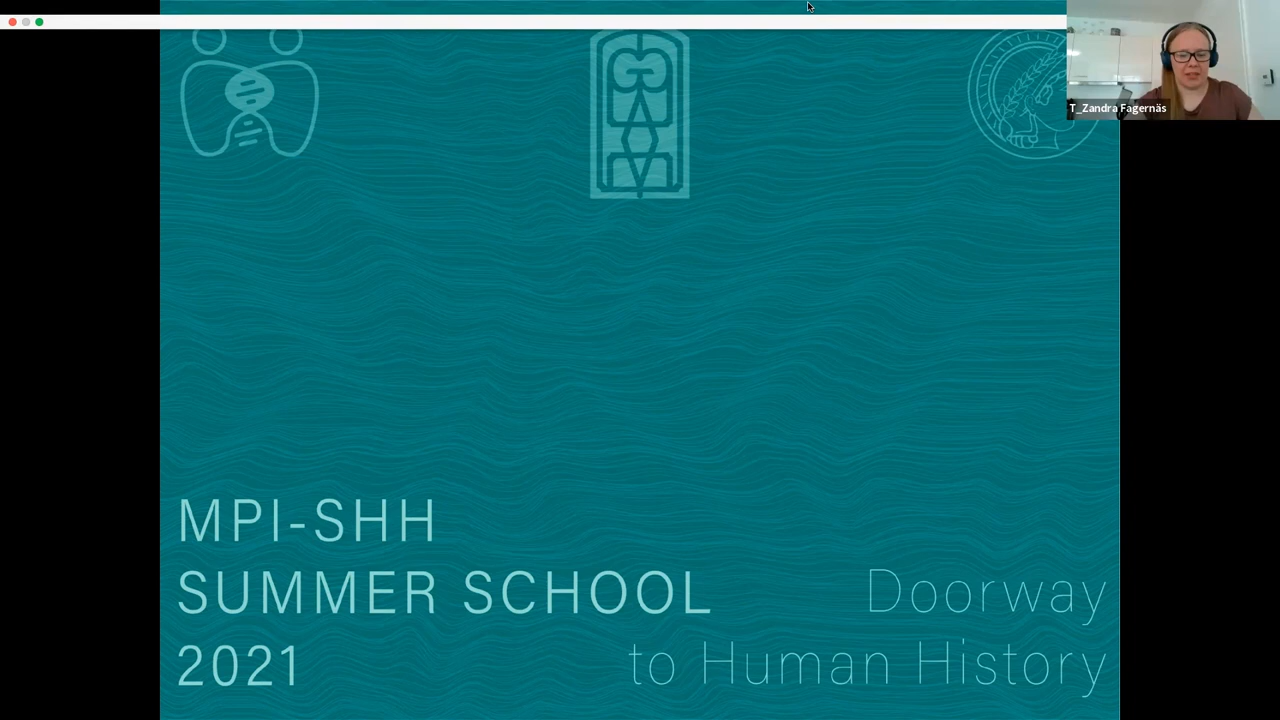 T_Zandra Fagernäs
MPI-SHH
SUMMER SCHOOL
2021
Doorway
to Human History